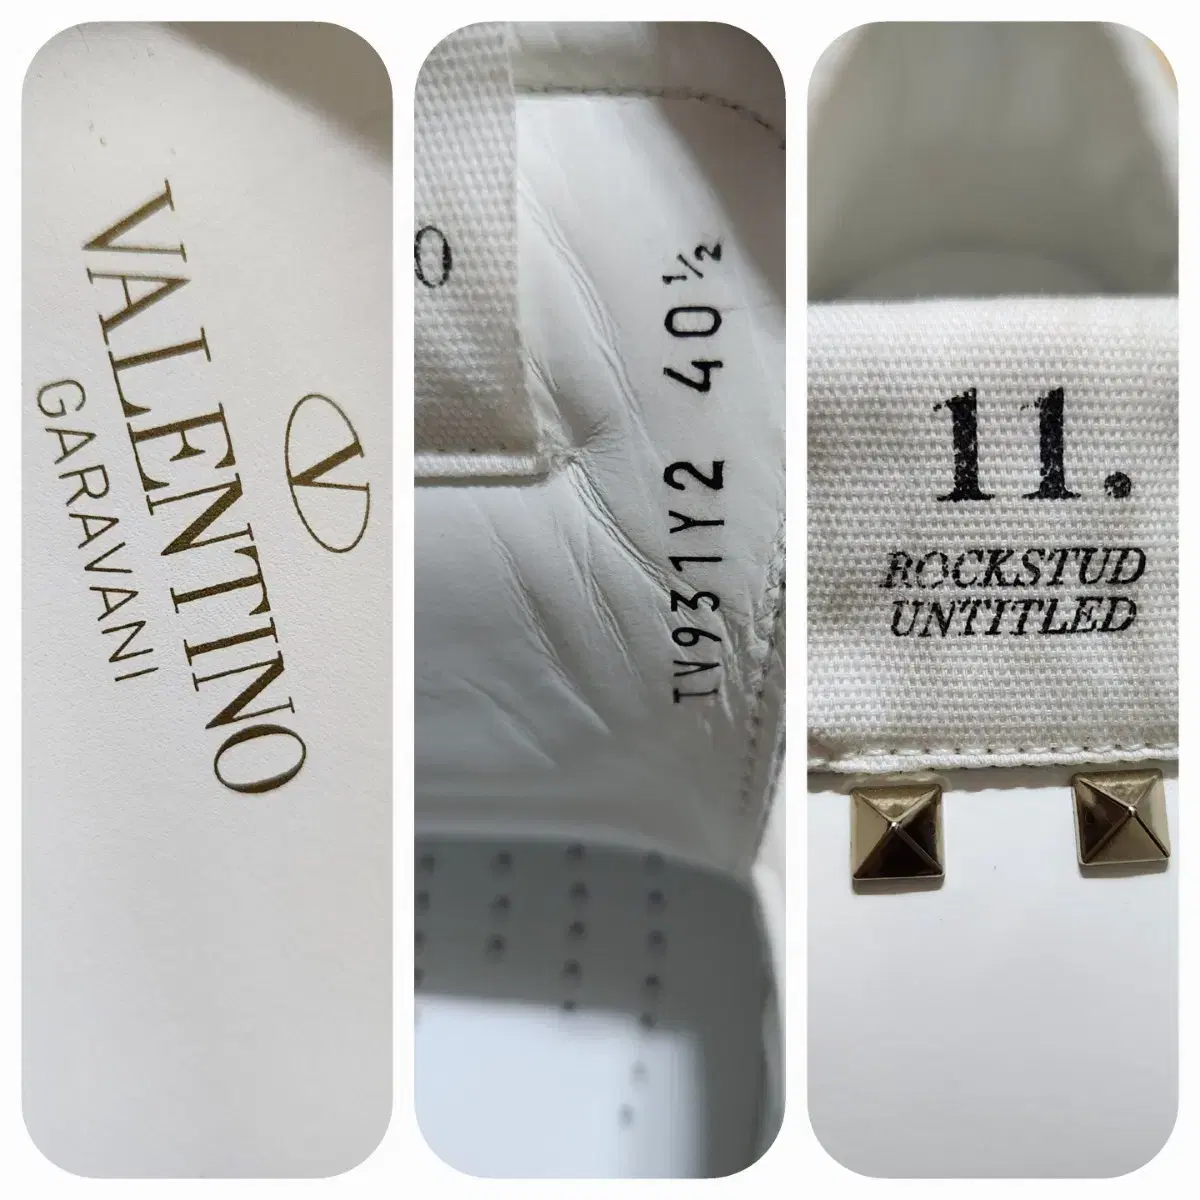 VALENTINO
GARAVANI
V
O
TV931Y2 40½
11.
ROCKSTUD
UNTITLED